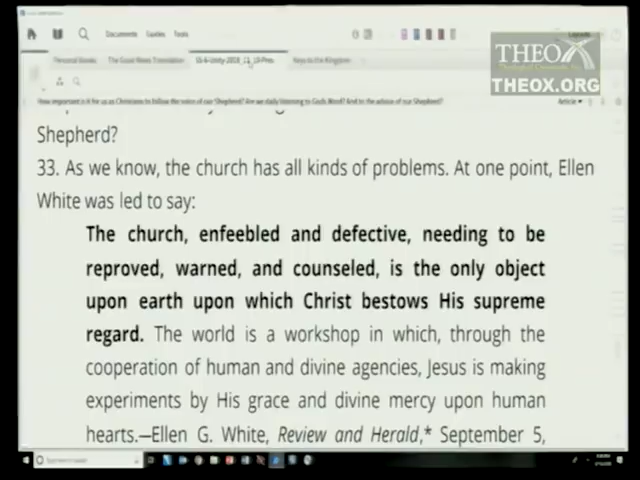 Documents Guides Tools
Personal Books The Good News Translation SS-6-Unity-2018_11_10-Pres Keys to the Kingdom
THEOX
THEOX.ORG
How important is it for us as Christians to follow the voice of our Shepherd? Are we daily listening to God's Word? And to the advice of our Shepherd?
Article
Shepherd?
33. As we know, the church has all kinds of problems. At one point, Ellen
White was led to say:
The church, enfeebled and defective, needing to be
reproved, warned, and counseled, is the only object
upon earth upon which Christ bestows His supreme
regard. The world is a workshop in which, through the
cooperation of human and divine agencies, Jesus is making
experiments by His grace and divine mercy upon human
hearts.—Ellen G. White, Review and Herald,* September 5,